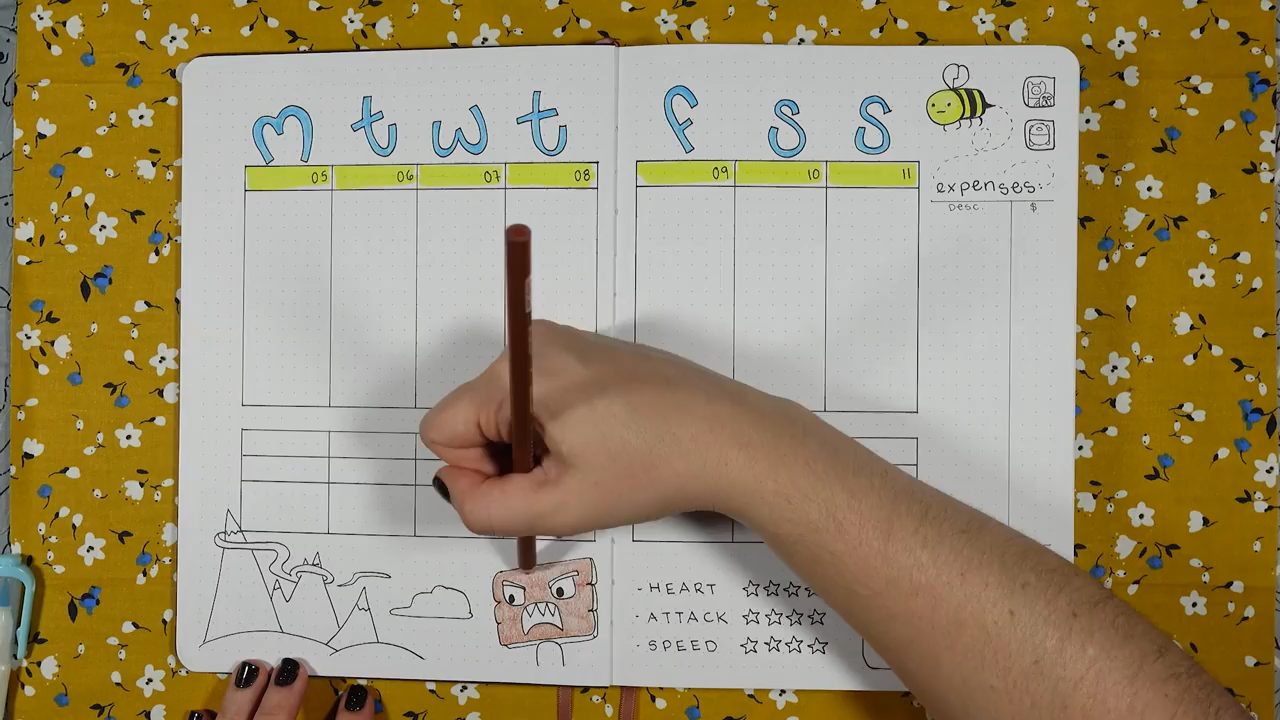 m t w t f s s
05 06 07 08 09 10 11
expenses:
DESC. $
- HEART
- ATTACK
- SPEED